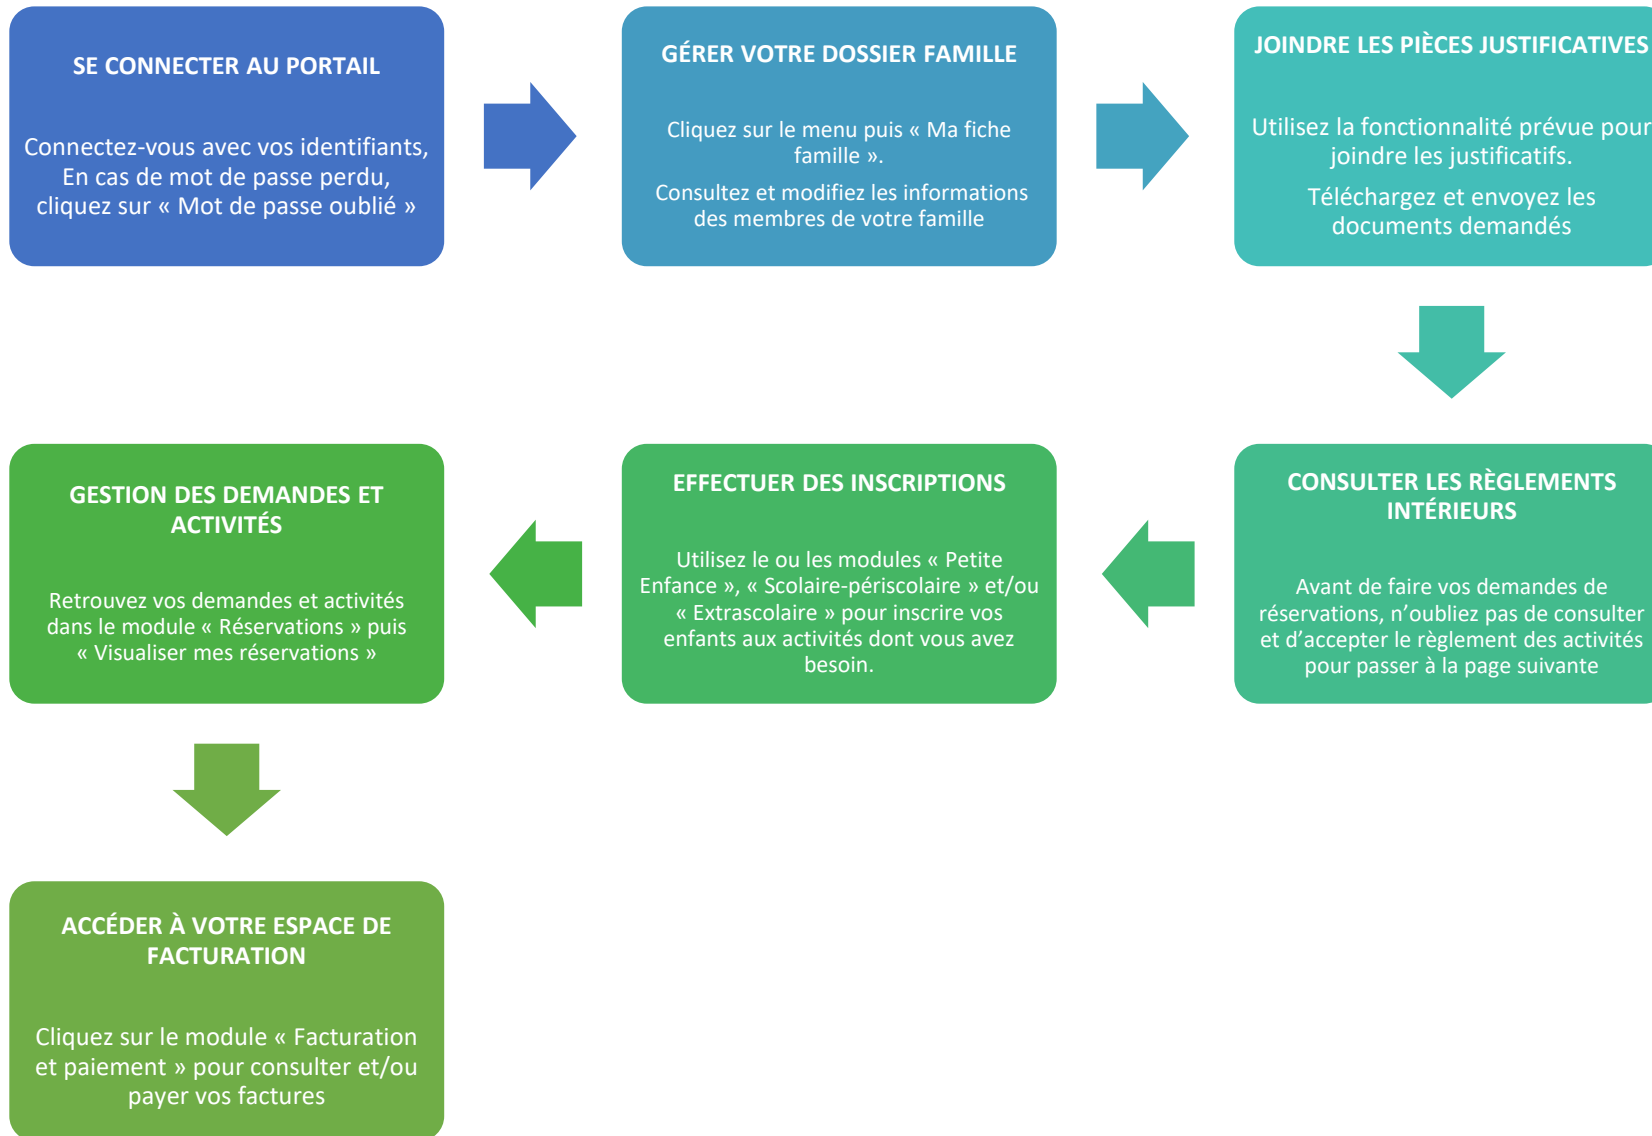 SE CONNECTER AU PORTAIL
Connectez-vous avec vos identifiants,
En cas de mot de passe perdu,
cliquez sur « Mot de passe oublié »
GÉRER VOTRE DOSSIER FAMILLE
Cliquez sur le menu puis « Ma fiche
famille ».
Consultez et modifiez les informations
des membres de votre famille
JOINDRE LES PIÈCES JUSTIFICATIVES
Utilisez la fonctionnalité prévue pour
joindre les justificatifs.
Téléchargez et envoyez les
documents demandés
CONSULTER LES RÈGLEMENTS
INTÉRIEURS
Avant de faire vos demandes de
réservations, n’oubliez pas de consulter
et d’accepter le règlement des activités
pour passer à la page suivante
EFFECTUER DES INSCRIPTIONS
Utilisez le ou les modules « Petite
Enfance », « Scolaire-périscolaire » et/ou
« Extrascolaire » pour inscrire vos
enfants aux activités dont vous avez
besoin.
GESTION DES DEMANDES ET
ACTIVITÉS
Retrouvez vos demandes et activités
dans le module « Réservations » puis
« Visualiser mes réservations »
ACCÉDER À VOTRE ESPACE DE
FACTURATION
Cliquez sur le module « Facturation
et paiement » pour consulter et/ou
payer vos factures